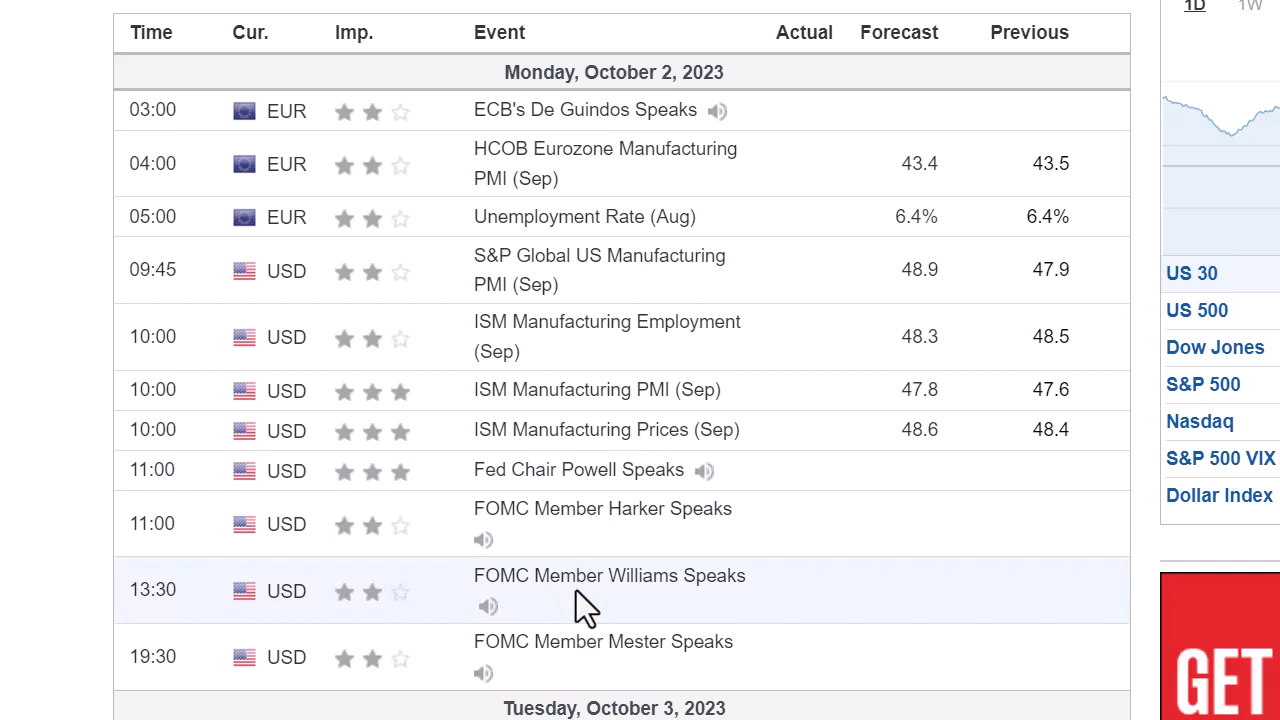 1D 1W
Time Cur. Imp. Event Actual Forecast Previous
Monday, October 2, 2023
03:00 EUR ECB's De Guindos Speaks
04:00 EUR HCOB Eurozone Manufacturing
PMI (Sep) 43.4 43.5
05:00 EUR Unemployment Rate (Aug) 6.4% 6.4%
09:45 USD S&P Global US Manufacturing
PMI (Sep) 48.9 47.9
10:00 USD ISM Manufacturing Employment
(Sep) 48.3 48.5
10:00 USD ISM Manufacturing PMI (Sep) 47.8 47.6
10:00 USD ISM Manufacturing Prices (Sep) 48.6 48.4
11:00 USD Fed Chair Powell Speaks
11:00 USD FOMC Member Harker Speaks
13:30 USD FOMC Member Williams Speaks
19:30 USD FOMC Member Mester Speaks
Tuesday, October 3, 2023
US 30
US 500
Dow Jones
S&P 500
Nasdaq
S&P 500 VIX
Dollar Index
GET